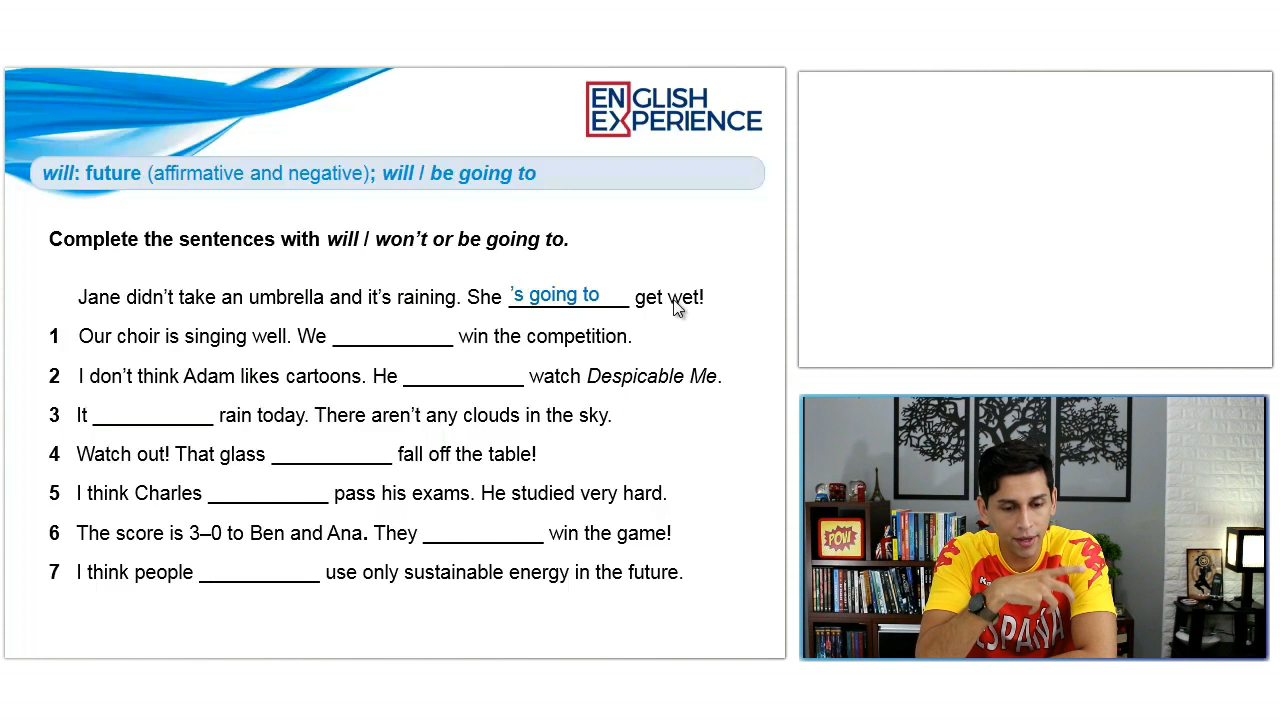 ENGLISH
EXPERIENCE
will: future (affirmative and negative); will / be going to
Complete the sentences with will / won’t or be going to.
Jane didn’t take an umbrella and it’s raining. She ’s going to get wet!
1 Our choir is singing well. We ___________ win the competition.
2 I don’t think Adam likes cartoons. He ___________ watch Despicable Me.
3 It ___________ rain today. There aren’t any clouds in the sky.
4 Watch out! That glass ___________ fall off the table!
5 I think Charles ___________ pass his exams. He studied very hard.
6 The score is 3–0 to Ben and Ana. They ___________ win the game!
7 I think people ___________ use only sustainable energy in the future.
POW!
ESPAÑA